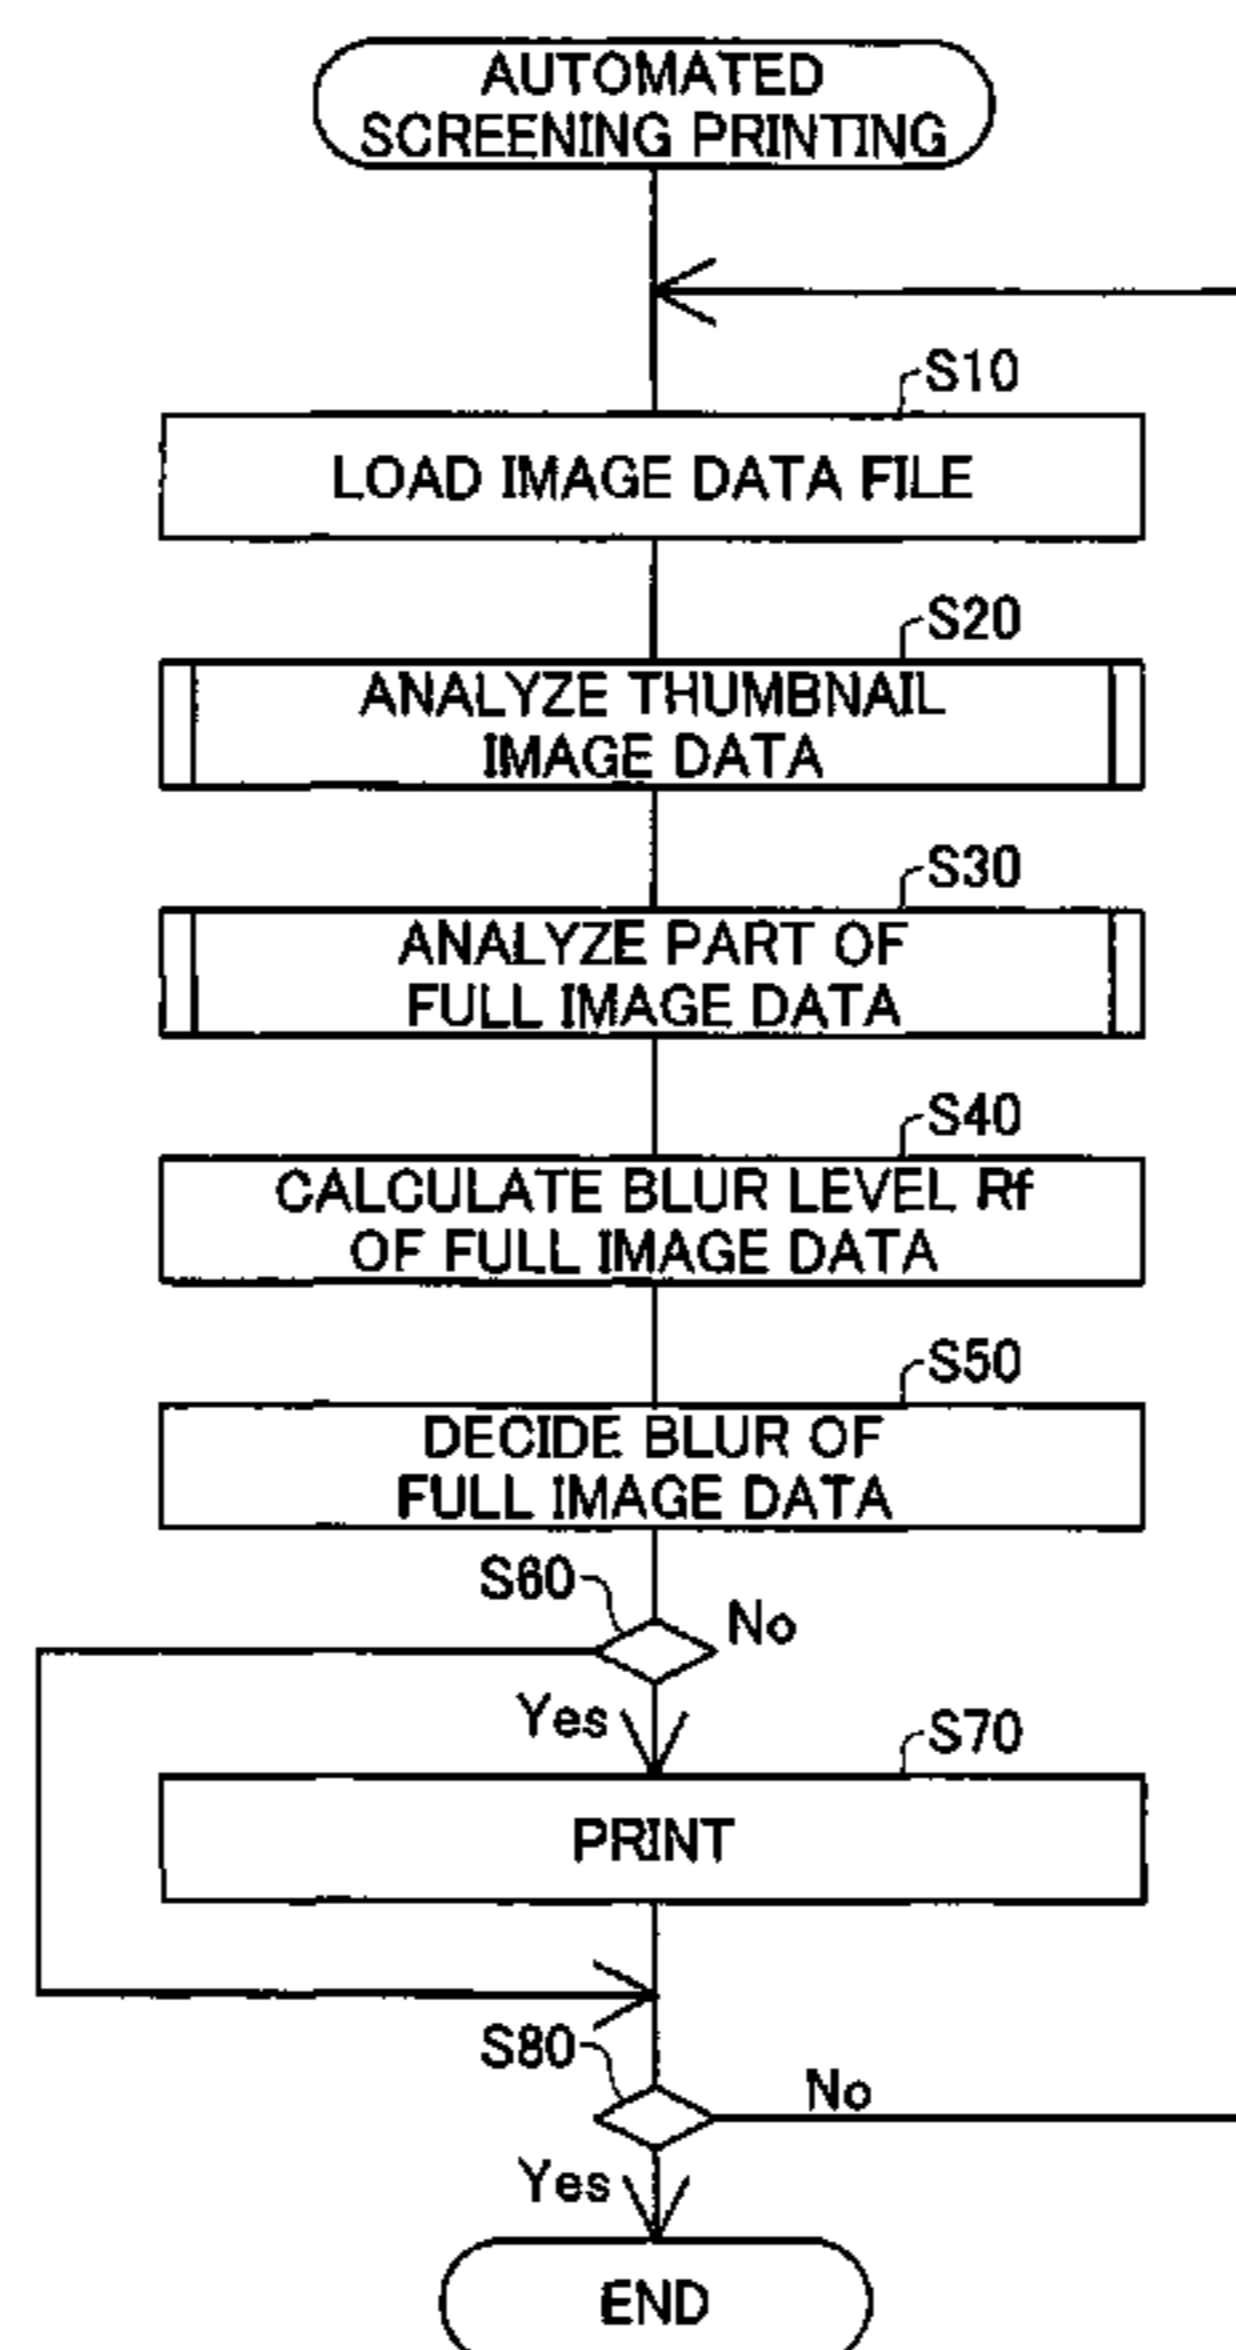 AUTOMATED
SCREENING PRINTING
S10
LOAD IMAGE DATA FILE
S20
ANALYZE THUMBNAIL
IMAGE DATA
S30
ANALYZE PART OF
FULL IMAGE DATA
S40
CALCULATE BLUR LEVEL Rf
OF FULL IMAGE DATA
S50
DECIDE BLUR OF
FULL IMAGE DATA
S60
No
Yes
S70
PRINT
S80
No
Yes
END